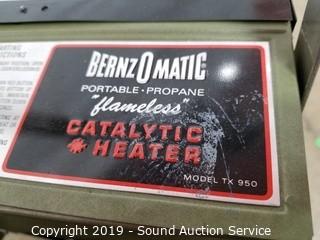 BERNZOMATIC
PORTABLE · PROPANE
"flameless"
CATALYTIC
HEATER
MODEL TX 950
Copyright 2019 - Sound Auction Service